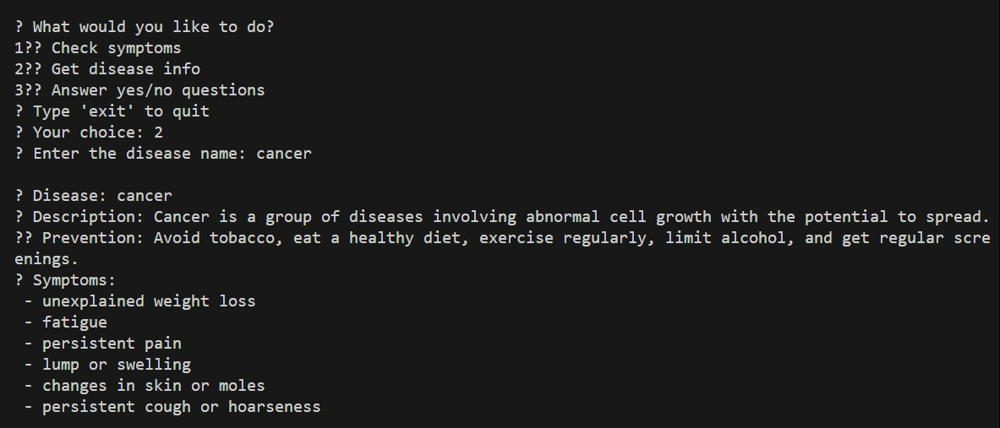 ? What would you like to do?
1?? Check symptoms
2?? Get disease info
3?? Answer yes/no questions
? Type 'exit' to quit
? Your choice: 2
? Enter the disease name: cancer
? Disease: cancer
? Description: Cancer is a group of diseases involving abnormal cell growth with the potential to spread.
?? Prevention: Avoid tobacco, eat a healthy diet, exercise regularly, limit alcohol, and get regular scre
enings.
? Symptoms:
- unexplained weight loss
- fatigue
- persistent pain
- lump or swelling
- changes in skin or moles
- persistent cough or hoarseness